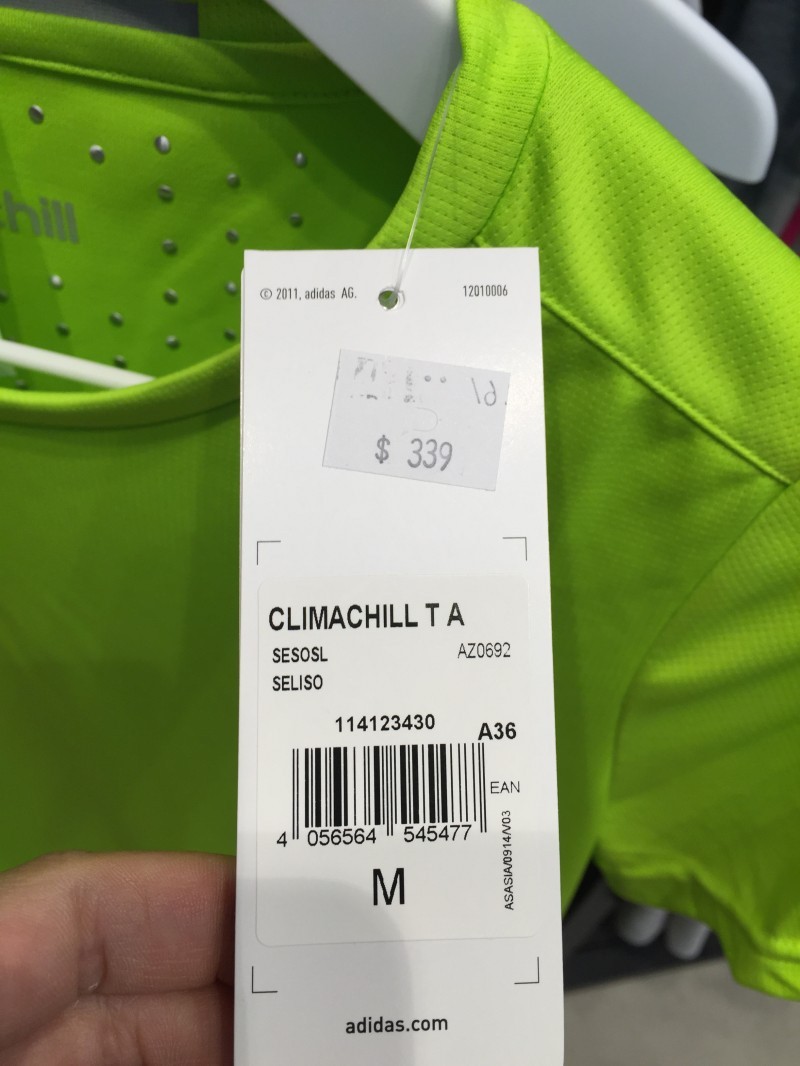 hill
© 2011, adidas AG. 12010006
$ 339
CLIMACHILL T A
SESOSL AZ0692
SELISO
114123430 A36
EAN
4 056564 545477
ASASIA/0914/V03
M
adidas.com